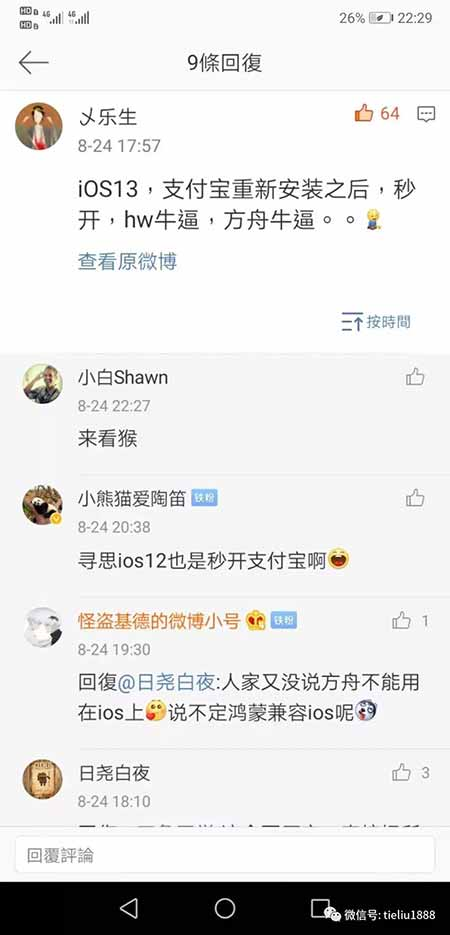 HD 1 4G 4G 26% 22:29
HD 2
9條回復
乄乐生 64
8-24 17:57
iOS13，支付宝重新安装之后，秒
开，hw牛逼，方舟牛逼。。
查看原微博
按時間
小白Shawn
8-24 22:27
来看猴
小熊猫爱陶笛 铁粉
8-24 20:38
寻思ios12也是秒开支付宝啊
怪盗基德的微博小号 铁粉 1
8-24 19:30
回復@日尧白夜:人家又没说方舟不能用
在ios上说不定鸿蒙兼容ios呢
日尧白夜 3
8-24 18:10
回覆評論
微信号: tieliu1888